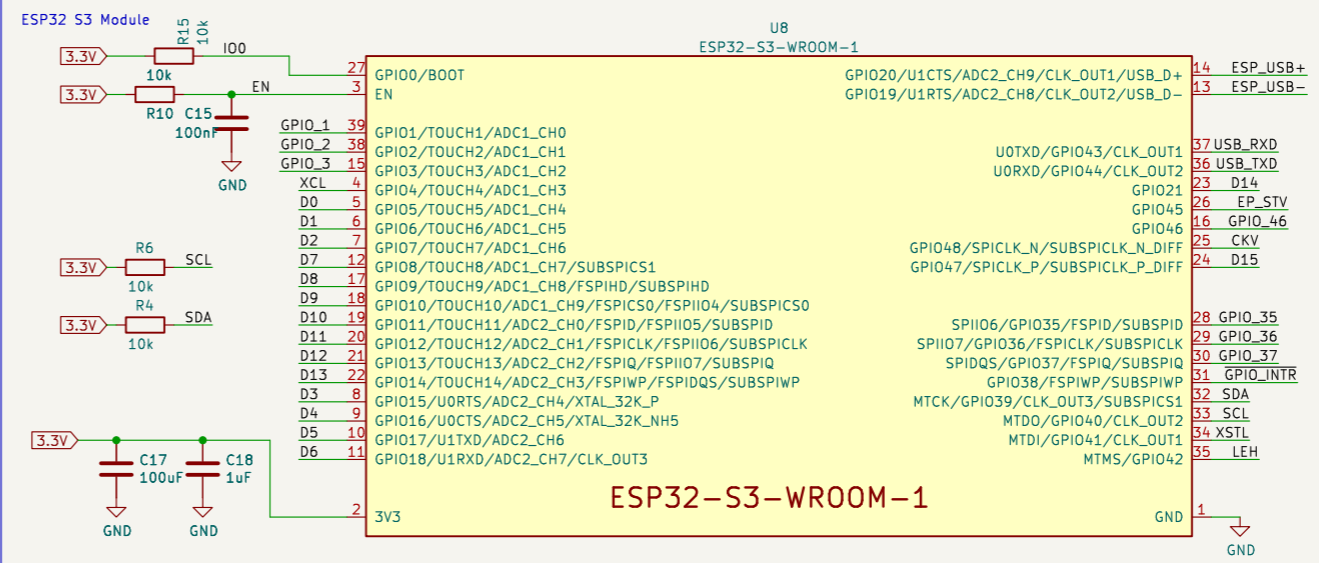 ESP32 S3 Module
R15
10k
3.3V
IO0
10k
3.3V
EN
R10
C15
100nF
GND
U8
ESP32-S3-WROOM-1
27 GPIO0/BOOT
3 EN
GPIO_1 39 GPIO1/TOUCH1/ADC1_CH0
GPIO_2 38 GPIO2/TOUCH2/ADC1_CH1
GPIO_3 15 GPIO3/TOUCH3/ADC1_CH2
XCL 4 GPIO4/TOUCH4/ADC1_CH3
D0 5 GPIO5/TOUCH5/ADC1_CH4
D1 6 GPIO6/TOUCH6/ADC1_CH5
D2 7 GPIO7/TOUCH7/ADC1_CH6
D7 12 GPIO8/TOUCH8/ADC1_CH7/SUBSPICS1
D8 17 GPIO9/TOUCH9/ADC1_CH8/FSPIHD/SUBSPIHD
D9 18 GPIO10/TOUCH10/ADC1_CH9/FSPICS0/FSPIIO4/SUBSPICS0
D10 19 GPIO11/TOUCH11/ADC2_CH0/FSPID/FSPIIO5/SUBSPID
D11 20 GPIO12/TOUCH12/ADC2_CH1/FSPICLK/FSPIIO6/SUBSPICLK
D12 21 GPIO13/TOUCH13/ADC2_CH2/FSPIQ/FSPIIO7/SUBSPIQ
D13 22 GPIO14/TOUCH14/ADC2_CH3/FSPIWP/FSPIDQS/SUBSPIWP
D3 8 GPIO15/U0RTS/ADC2_CH4/XTAL_32K_P
D4 9 GPIO16/U0CTS/ADC2_CH5/XTAL_32K_NH5
D5 10 GPIO17/U1TXD/ADC2_CH6
D6 11 GPIO18/U1RXD/ADC2_CH7/CLK_OUT3
2 3V3
GPIO20/U1CTS/ADC2_CH9/CLK_OUT1/USB_D+ 14 ESP_USB+
GPIO19/U1RTS/ADC2_CH8/CLK_OUT2/USB_D- 13 ESP_USB-
U0TXD/GPIO43/CLK_OUT1 37 USB_RXD
U0RXD/GPIO44/CLK_OUT2 36 USB_TXD
GPIO21 23 D14
GPIO45 26 EP_STV
GPIO46 16 GPIO_46
GPIO48/SPICLK_N/SUBSPICLK_N_DIFF 25 CKV
GPIO47/SPICLK_P/SUBSPICLK_P_DIFF 24 D15
SPIIO6/GPIO35/FSPID/SUBSPID 28 GPIO_35
SPIIO7/GPIO36/FSPICLK/SUBSPICLK 29 GPIO_36
SPIDQS/GPIO37/FSPIQ/SUBSPIQ 30 GPIO_37
GPIO38/FSPIWP/SUBSPIWP 31 GPIO_INTR
MTCK/GPIO39/CLK_OUT3/SUBSPICS1 32 SDA
MTDO/GPIO40/CLK_OUT2 33 SCL
MTDI/GPIO41/CLK_OUT1 34 XSTL
MTMS/GPIO42 35 LEH
GND 1
GND
ESP32-S3-WROOM-1
R6
3.3V
SCL
10k
R4
3.3V
SDA
10k
3.3V
C17
100uF
C18
1uF
GND
GND